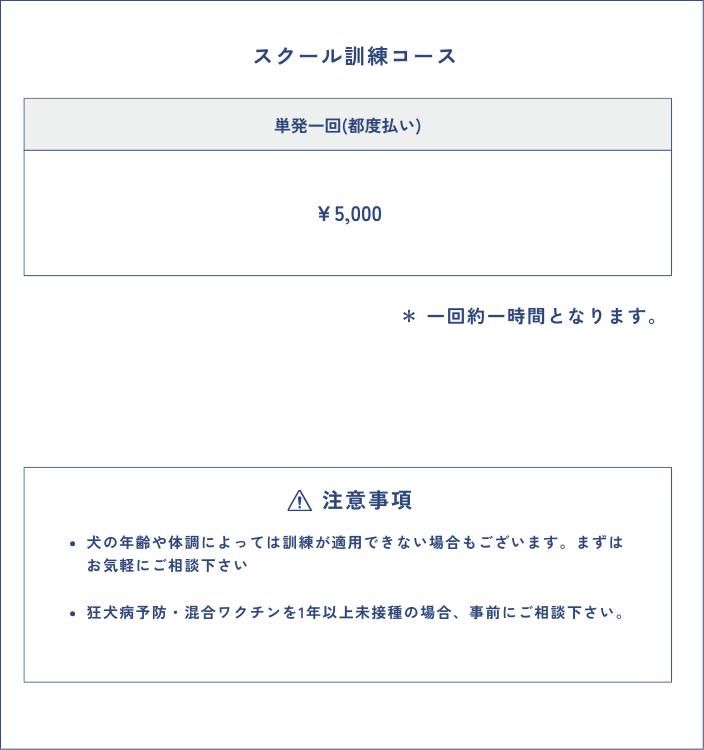 スクール訓練コース
単発一回(都度払い)
¥5,000
＊ 一回約一時間となります。
注意事項
• 犬の年齢や体調によっては訓練が適用できない場合もございます。まずは
お気軽にご相談下さい
• 狂犬病予防・混合ワクチンを1年以上未接種の場合、事前にご相談下さい。